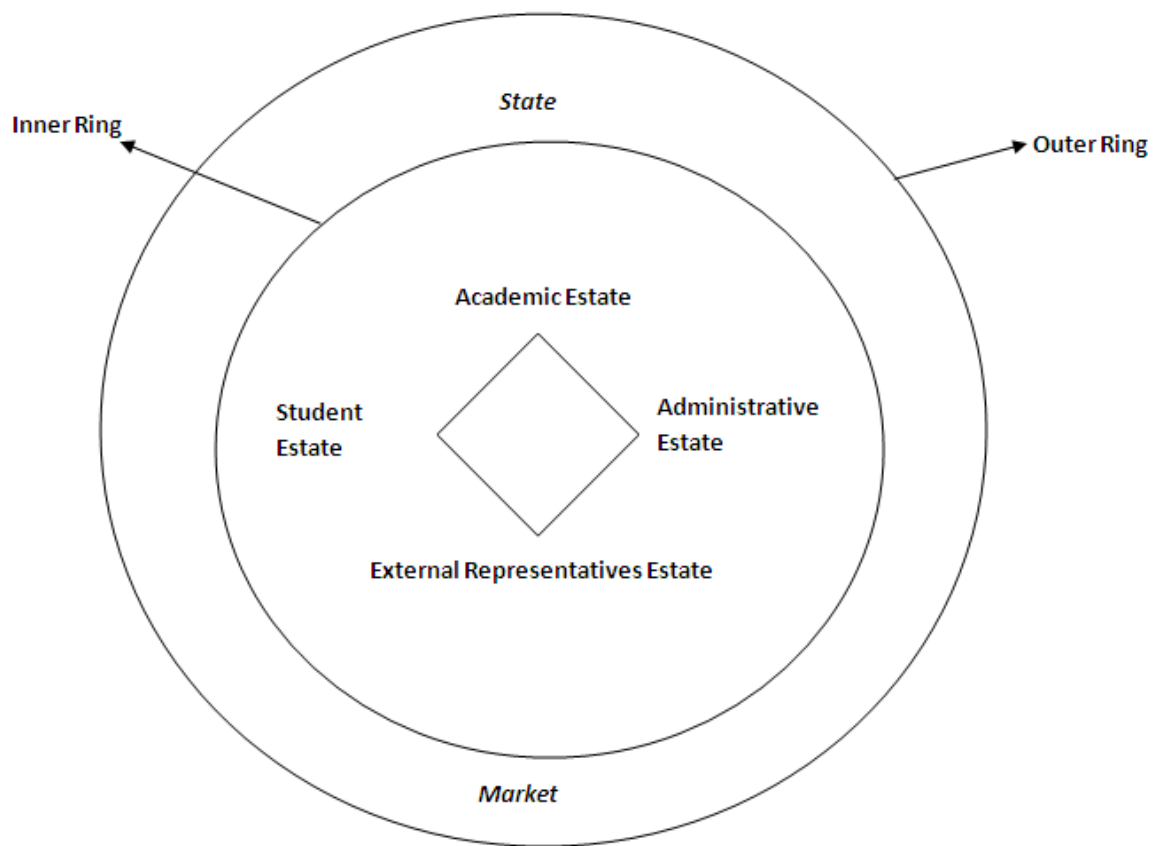 State
Inner Ring
Outer Ring
Academic Estate
Student
Estate
Administrative
Estate
External Representatives Estate
Market